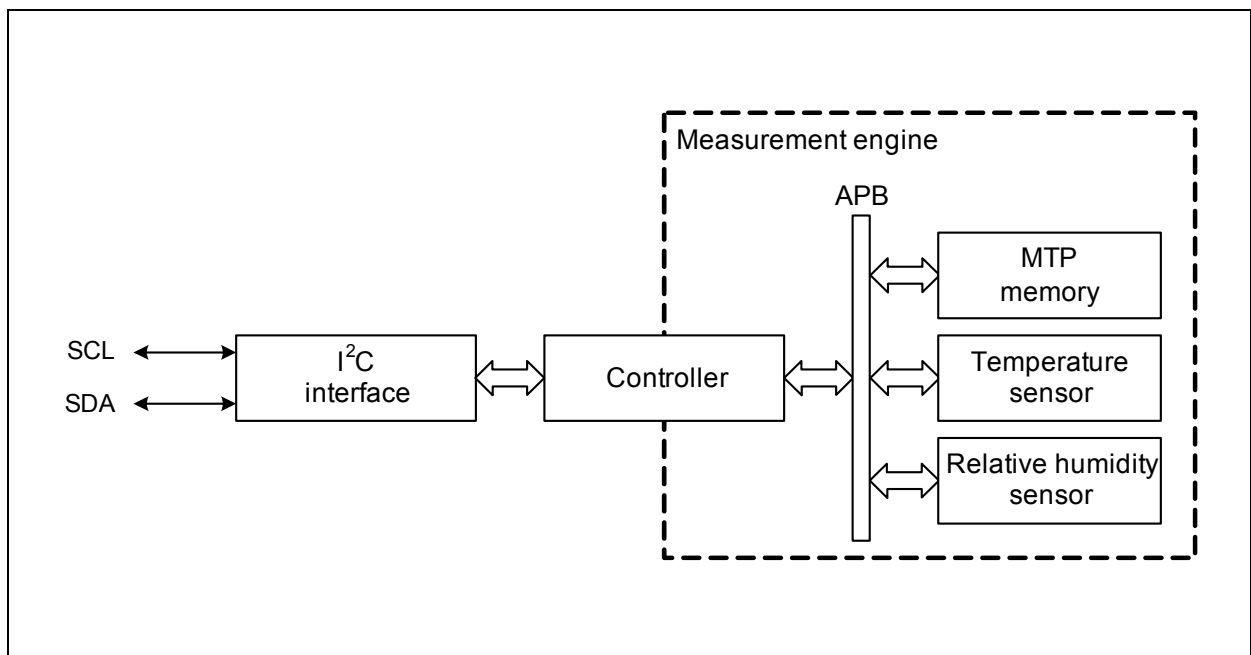 Measurement engine
APB
MTP
memory
SCL
SDA
I²C
interface
Controller
Temperature
sensor
Relative humidity
sensor